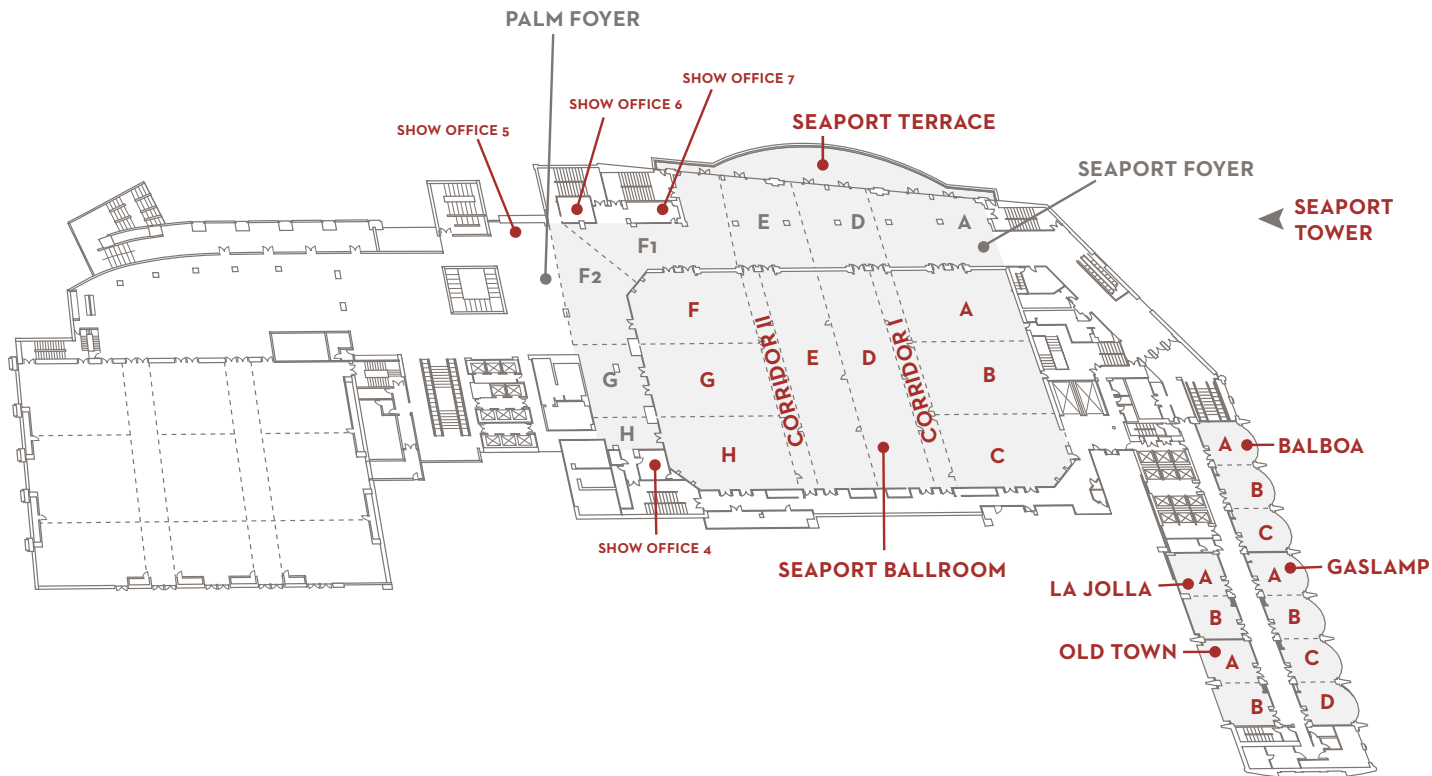 PALM FOYER
SHOW OFFICE 7
SHOW OFFICE 6
SHOW OFFICE 5
SEAPORT TERRACE
SEAPORT FOYER
SEAPORT
TOWER
E
D
A
F1
F2
F
CORRIDOR II
E
D
CORRIDOR I
A
G
G
B
H
H
C
SHOW OFFICE 4
SEAPORT BALLROOM
A
BALBOA
B
C
LA JOLLA
A
A
GASLAMP
B
B
OLD TOWN
A
C
B
D